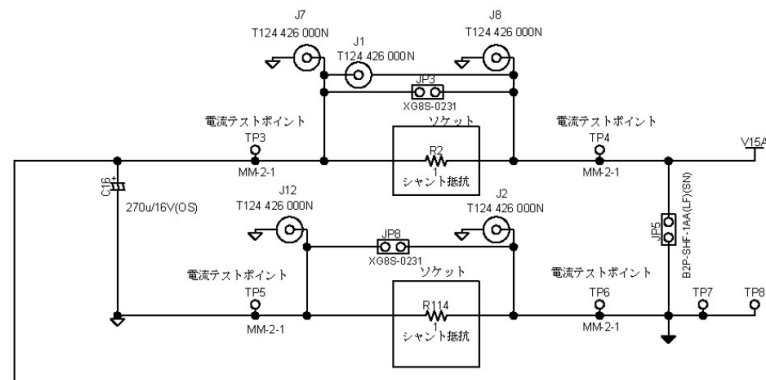 J7
T124 426 000N
J8
T124 426 000N
J1
T124 426 000N
JP3
XG8S-0231
電流テストポイント
TP3
MM-2-1
ソケット
R2
1
シャント抵抗
電流テストポイント
TP4
MM-2-1
V15A
C16
+
270u/16V(OS)
J12
T124 426 000N
J2
T124 426 000N
JP8
XG8S-0231
JP5
B2P-SHF-1AA(LF)(SN)
電流テストポイント
TP5
MM-2-1
ソケット
R114
1
シャント抵抗
電流テストポイント
TP6
MM-2-1
TP7
TP8